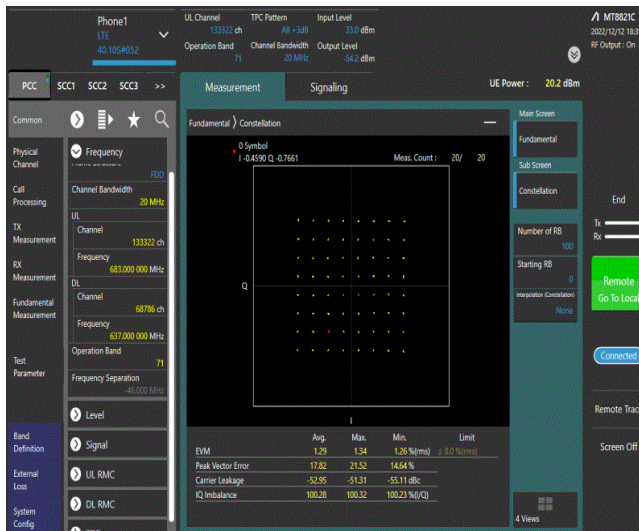 Phone1
LTE
40.10S#052
UL Channel TPC Pattern Input Level
133322 ch All +3dB 33.0 dBm
Operation Band Channel Bandwidth Output Level
71 20 MHz -54.2 dBm
MT8821C
2022/12/12 18:3
RF Output : On
PCC SCC1 SCC2 SCC3 >>
Measurement Signaling
UE Power : 20.2 dBm
Common
Physical
Channel
Call
Processing
TX
Measurement
RX
Measurement
Fundamental
Measurement
Test
Parameter
Band
Definition
External
Loss
System
Config
Frequency
FDD
Channel Bandwidth
20 MHz
UL
Channel
133322 ch
Frequency
683.000 000 MHz
DL
Channel
68786 ch
Frequency
637.000 000 MHz
Operation Band
71
Frequency Separation
-46.000 MHz
Level
Signal
UL RMC
DL RMC
Fundamental > Constellation
0 Symbol
I -0.4590 Q -0.7661 Meas. Count : 20/ 20
Q
I
Avg. Max. Min. Limit
EVM 1.29 1.34 1.26 %(rms) ≤ 8.0 %(rms)
Peak Vector Error 17.82 21.52 14.64 %
Carrier Leakage -52.95 -51.31 -55.11 dBc
IQ Imbalance 100.28 100.32 100.23 %(I/Q)
Main Screen
Fundamental
Sub Screen
Constellation
Number of RB
100
Starting RB
0
Interpolation (Constellation)
None
4 Views
End
Tx
Rx
Remote
Go To Local
Connected
Remote Trac
Screen Off